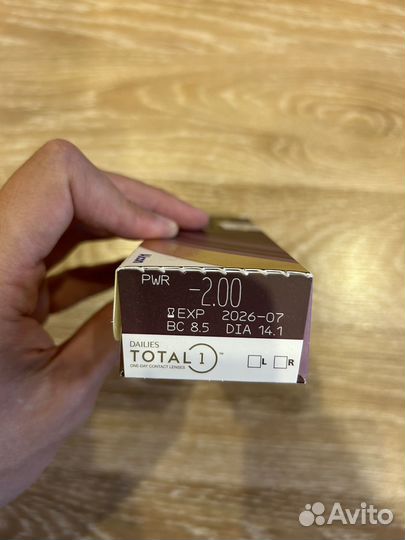 PWR
-2.00
EXP 2026-07
BC 8.5 DIA 14.1
DAILIES
TOTAL 1™
ONE-DAY CONTACT LENSES
L R
Avito